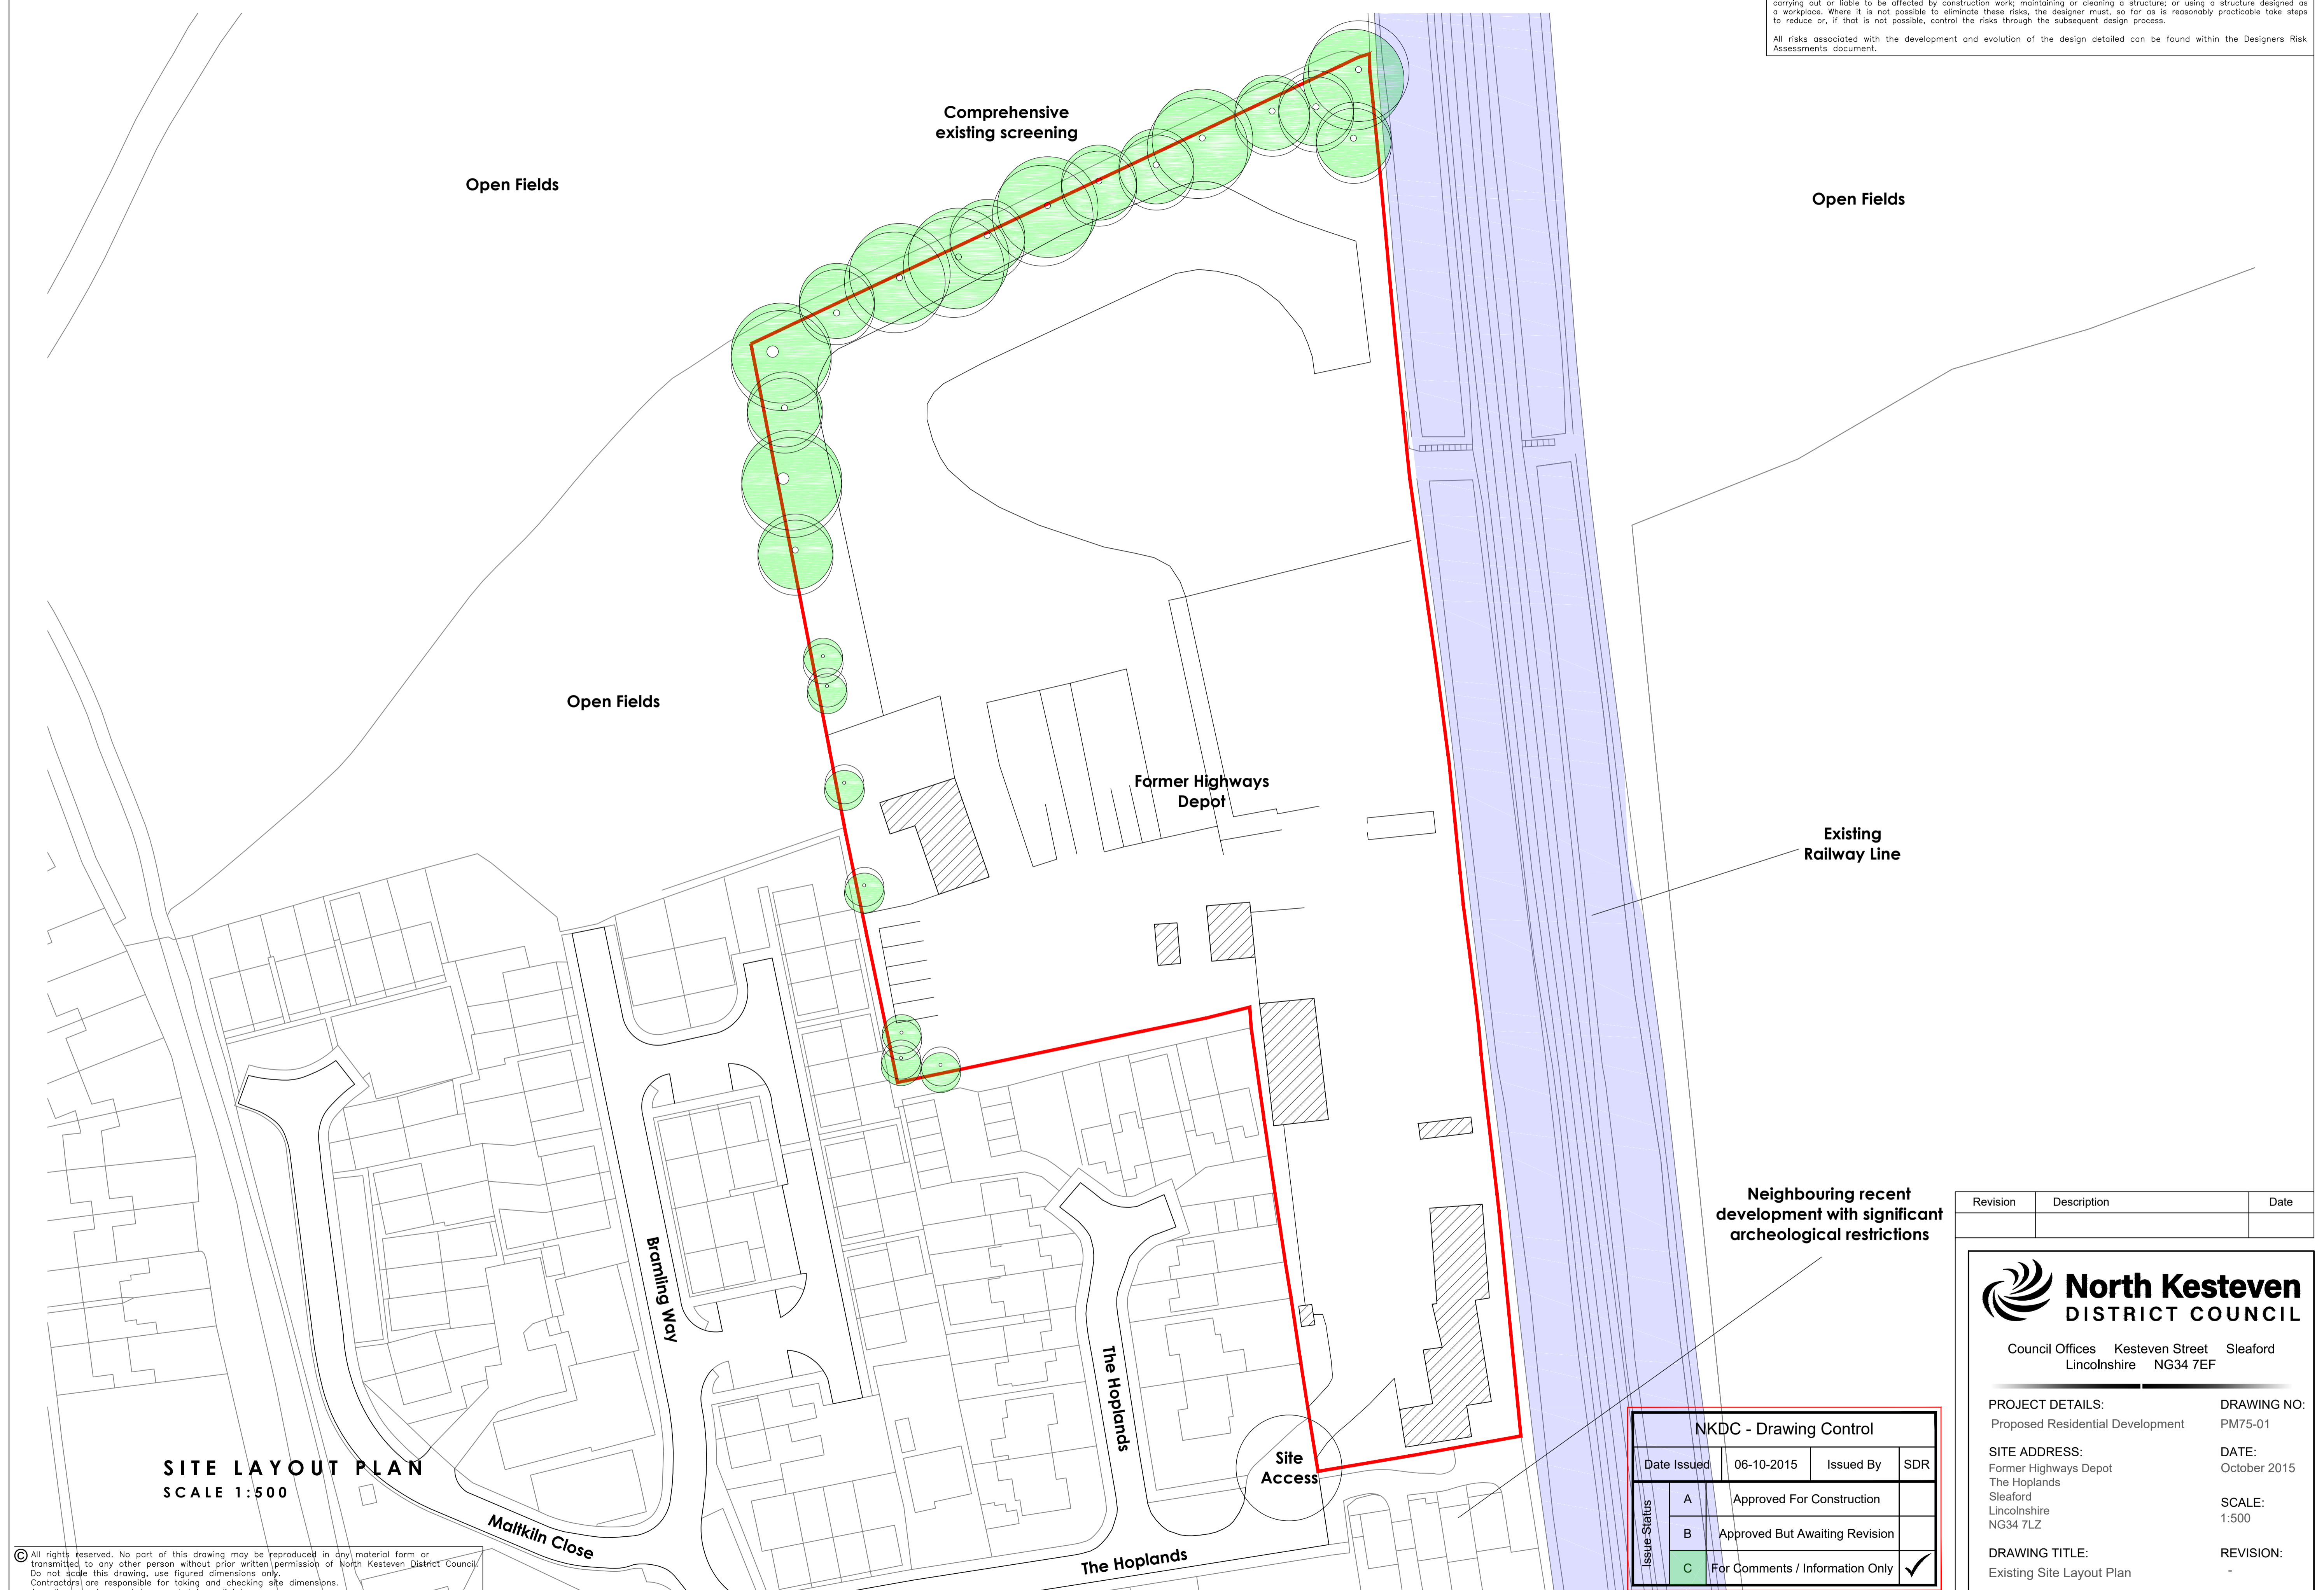 carrying out or liable to be affected by construction work; maintaining or cleaning a structure; or using a structure designed as
a workplace. Where it is not possible to eliminate these risks, the designer must, so far as is reasonably practicable take steps
to reduce or, if that is not possible, control the risks through the subsequent design process.
All risks associated with the development and evolution of the design detailed can be found within the Designers Risk
Assessments document.
Comprehensive
existing screening
Open Fields
Open Fields
Open Fields
Former Highways
Depot
Existing
Railway Line
Neighbouring recent
development with significant
archeological restrictions
Bramling Way
The Hoplands
Site
Access
Maltkiln Close
The Hoplands
SITE LAYOUT PLAN
SCALE 1:500
© All rights reserved. No part of this drawing may be reproduced in any material form or
transmitted to any other person without prior written permission of North Kesteven District Council.
Do not scale this drawing, use figured dimensions only.
Contractors are responsible for taking and checking site dimensions.
NKDC - Drawing Control
Date Issued 06-10-2015 Issued By SDR
Issue Status
A Approved For Construction
B Approved But Awaiting Revision
C For Comments / Information Only ✓
Revision Description Date
North Kesteven
DISTRICT COUNCIL
Council Offices Kesteven Street Sleaford
Lincolnshire NG34 7EF
PROJECT DETAILS:
Proposed Residential Development
DRAWING NO:
PM75-01
SITE ADDRESS:
Former Highways Depot
The Hoplands
Sleaford
Lincolnshire
NG34 7LZ
DATE:
October 2015
SCALE:
1:500
DRAWING TITLE:
Existing Site Layout Plan
REVISION:
-